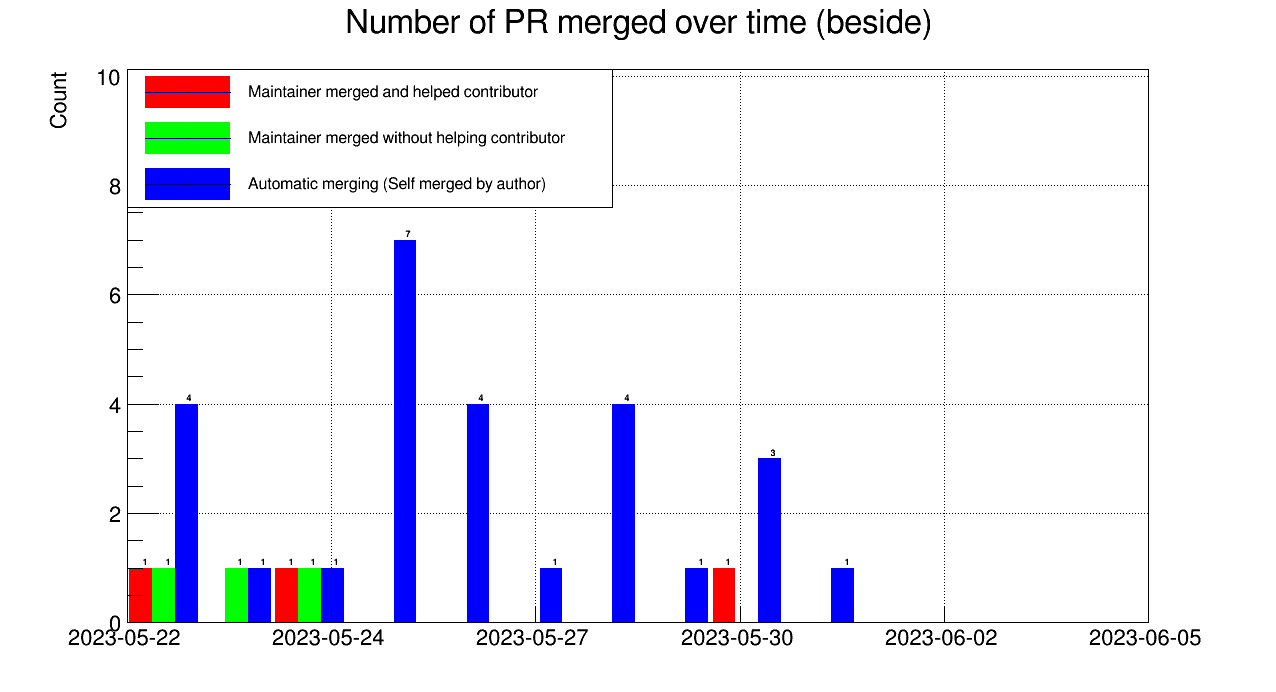 Number of PR merged over time (beside)
Count
10
8
6
4
2
0
Maintainer merged and helped contributor
Maintainer merged without helping contributor
Automatic merging (Self merged by author)
1 1 4 1 1 1 1 1 7 4 1 4 1 1 3 1
2023-05-22 2023-05-24 2023-05-27 2023-05-30 2023-06-02 2023-06-05